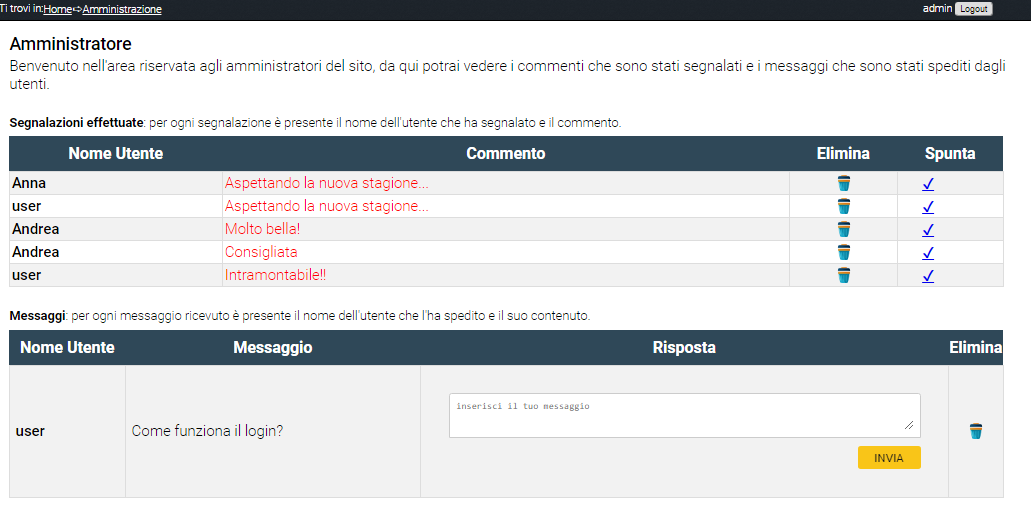 Ti trovi in:Home➪Amministrazione admin Logout
Amministratore
Benvenuto nell'area riservata agli amministratori del sito, da qui potrai vedere i commenti che sono stati segnalati e i messaggi che sono stati spediti dagli
utenti.
Segnalazioni effettuate: per ogni segnalazione è presente il nome dell'utente che ha segnalato e il commento.
Nome Utente Commento Elimina Spunta
Anna Aspettando la nuova stagione... ✓
user Aspettando la nuova stagione... ✓
Andrea Molto bella! ✓
Andrea Consigliata ✓
user Intramontabile!! ✓
Messaggi: per ogni messaggio ricevuto è presente il nome dell'utente che l'ha spedito e il suo contenuto.
Nome Utente Messaggio Risposta Elimina
inserisci il tuo messaggio
user Come funziona il login?
INVIA